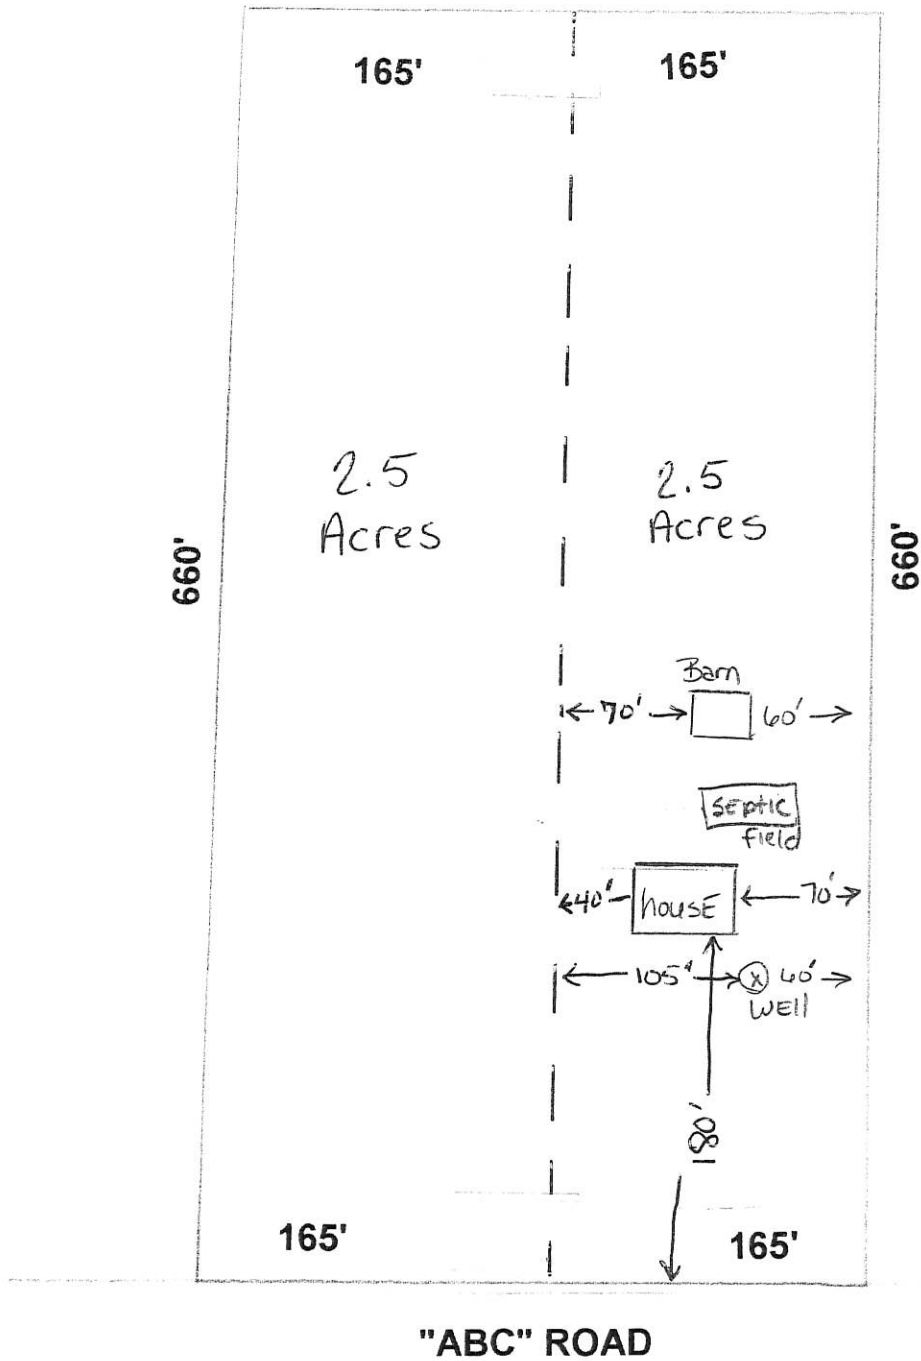 165'
165'
2.5
Acres
2.5
Acres
660'
660'
Barn
70'
60'
SEptic
field
40'
housE
70'
105'
X
60'
WEll
180'
165'
165'
"ABC" ROAD